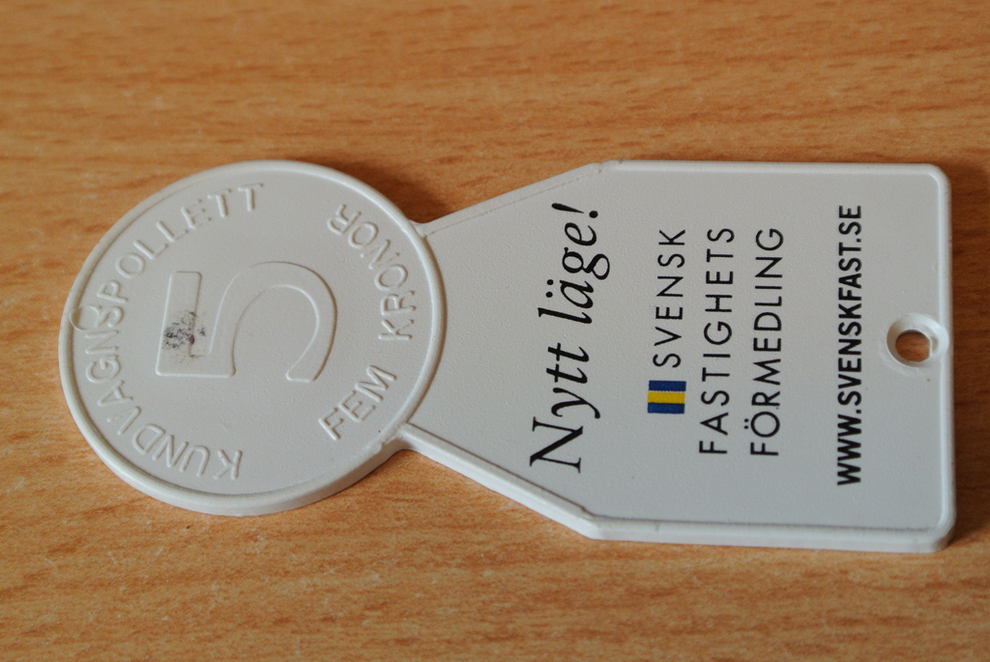 KUNDVAGNSPOLLETT
5
FEM KRONOR
Nytt läge!
SVENSK
FASTIGHETS
FÖRMEDLING
WWW.SVENSKFAST.SE